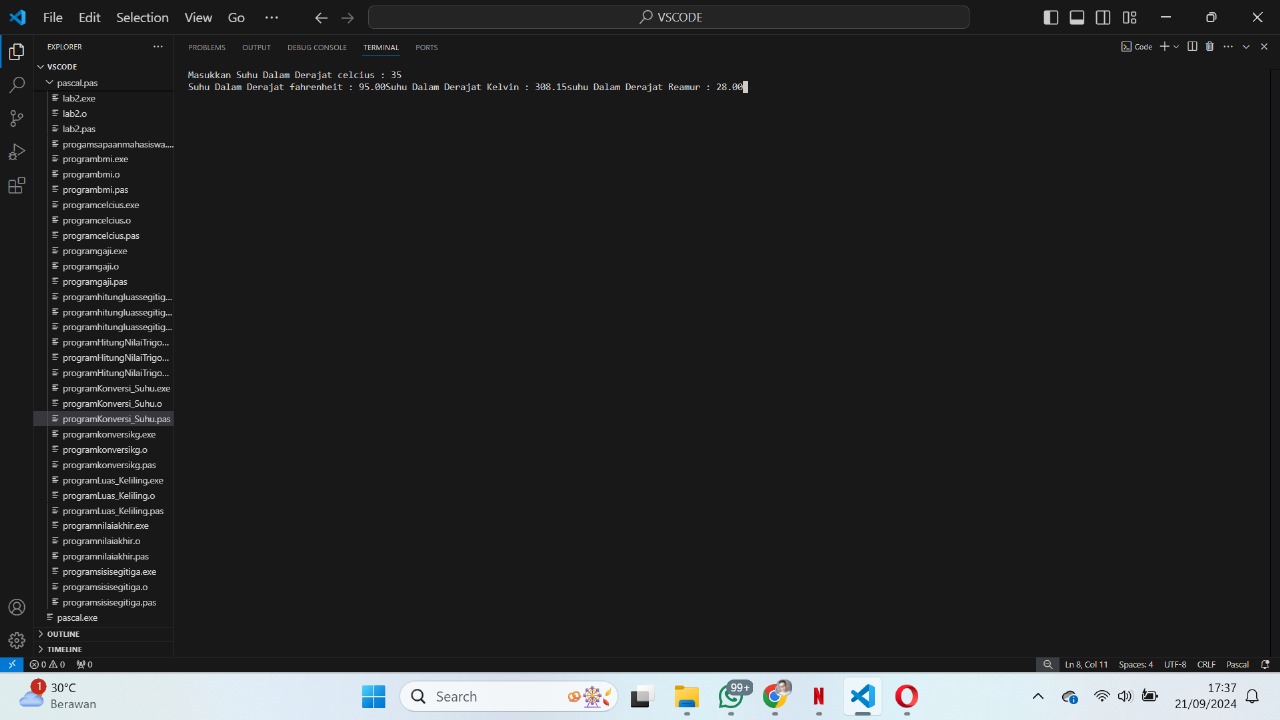 File Edit Selection View Go ··· VSCODE
EXPLORER ···
PROBLEMS OUTPUT DEBUG CONSOLE TERMINAL PORTS
Code
VSCODE
pascal.pas
lab2.exe
lab2.o
lab2.pas
progamsapaanmahasiswa....
programbmi.exe
programbmi.o
programbmi.pas
programcelcius.exe
programcelcius.o
programcelcius.pas
programgaji.exe
programgaji.o
programgaji.pas
programhitungluassegitig...
programhitungluassegitig...
programhitungluassegitig...
programHitungNilaiTrigo...
programHitungNilaiTrigo...
programHitungNilaiTrigo...
programKonversi_Suhu.exe
programKonversi_Suhu.o
programKonversi_Suhu.pas
programkonversikg.exe
programkonversikg.o
programkonversikg.pas
programLuas_Keliling.exe
programLuas_Keliling.o
programLuas_Keliling.pas
programnilaiakhir.exe
programnilaiakhir.o
programnilaiakhir.pas
programsisisegitiga.exe
programsisisegitiga.o
programsisisegitiga.pas
pascal.exe
OUTLINE
TIMELINE
Masukkan Suhu Dalam Derajat celcius : 35
Suhu Dalam Derajat fahrenheit : 95.00Suhu Dalam Derajat Kelvin : 308.15suhu Dalam Derajat Reamur : 28.00
0 0 0
Ln 8, Col 11 Spaces: 4 UTF-8 CRLF Pascal
1
30°C
Berawan
Search
99+
N
17:37
21/09/2024